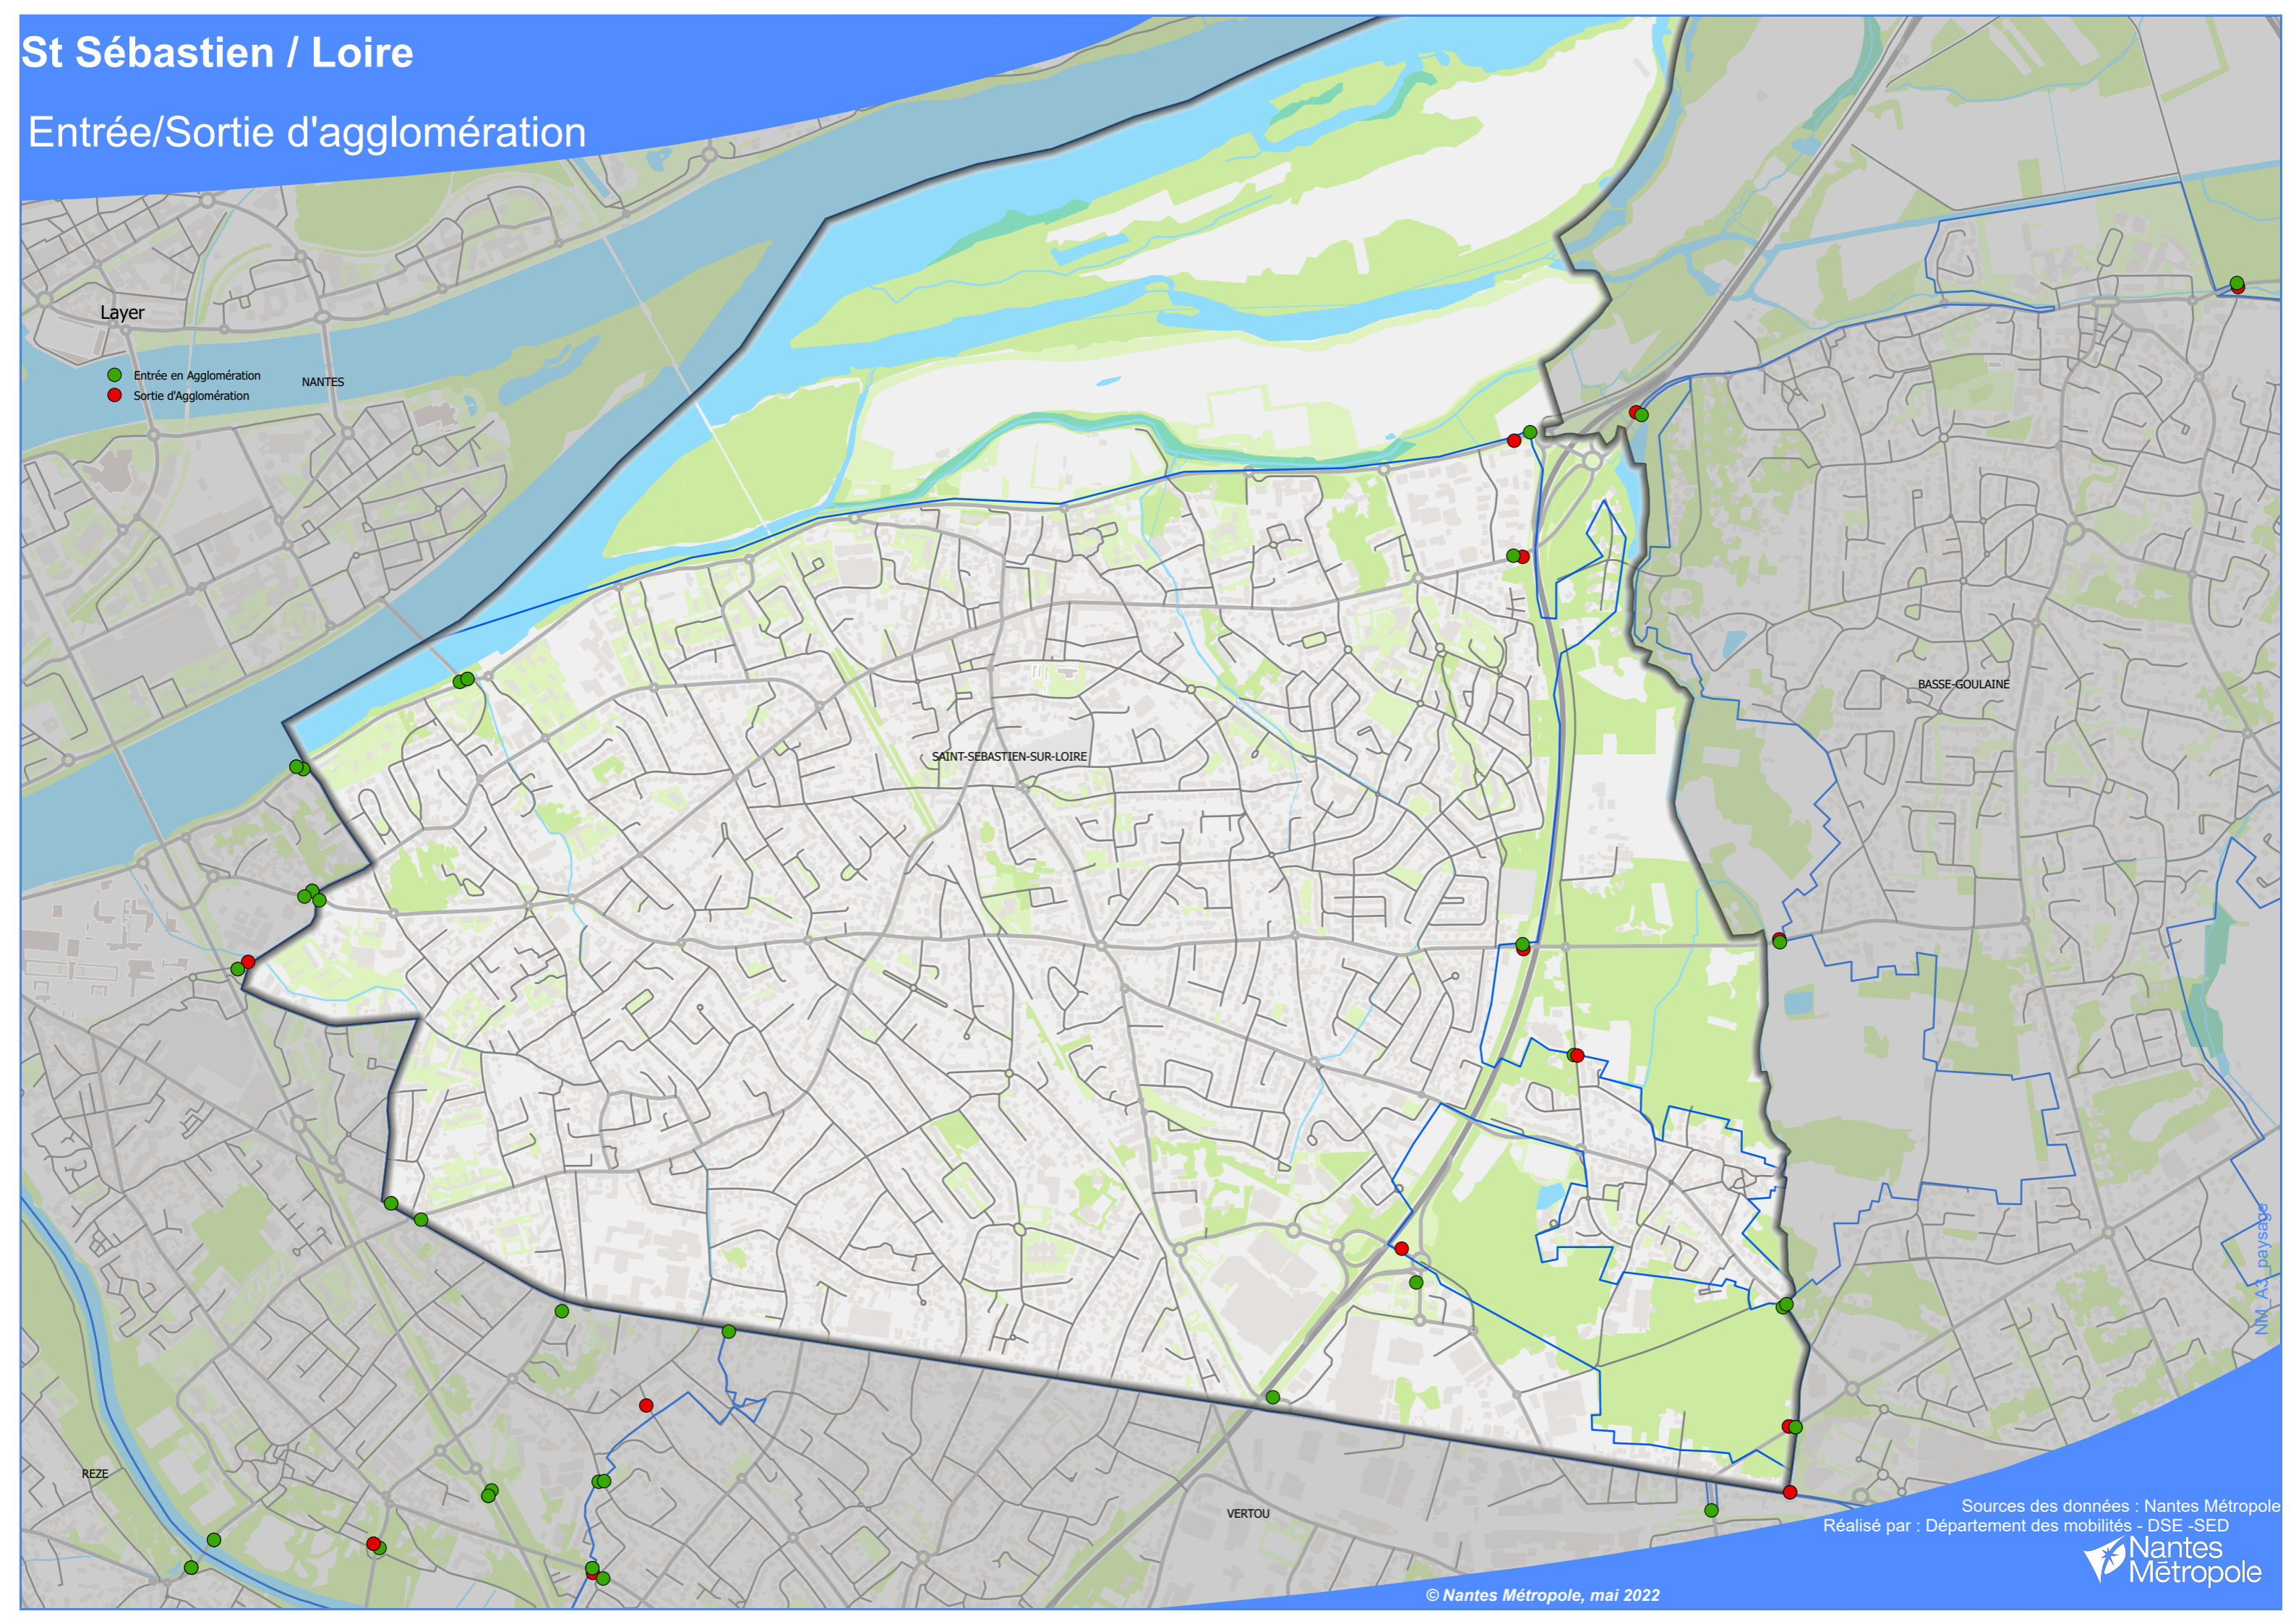 St Sébastien / Loire
Entrée/Sortie d'agglomération
Layer
Entrée en Agglomération
Sortie d'Agglomération
NANTES
BASSE-GOULAINE
SAINT-SEBASTIEN-SUR-LOIRE
REZE
VERTOU
NM_A3_paysage
Sources des données : Nantes Métropole
Réalisé par : Département des mobilités - DSE -SED
Nantes
Métropole
© Nantes Métropole, mai 2022